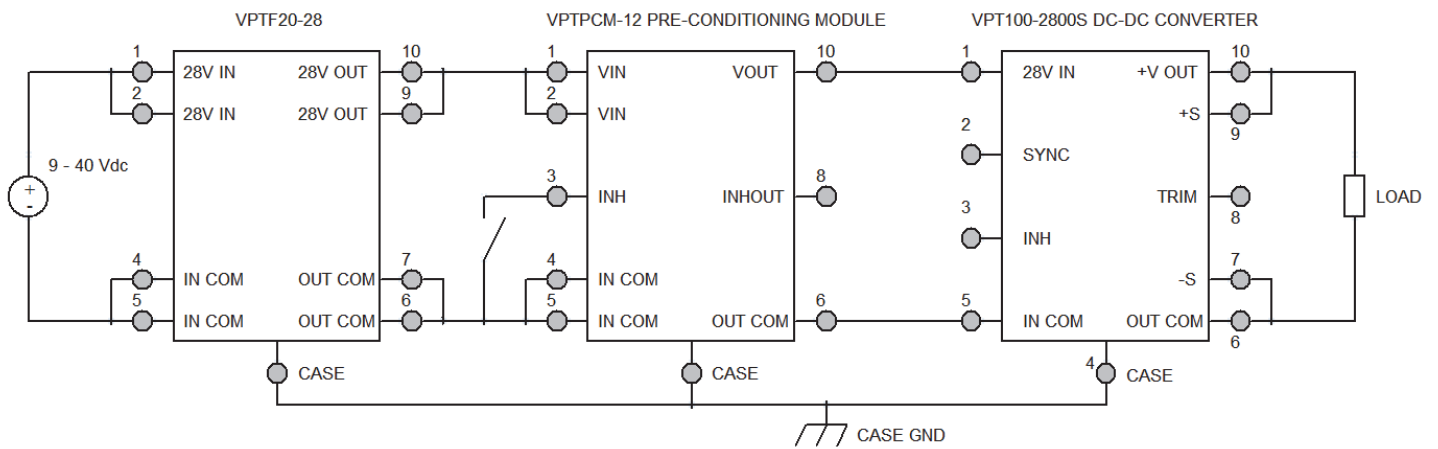 VPTF20-28 VPTPCM-12 PRE-CONDITIONING MODULE VPT100-2800S DC-DC CONVERTER
1 10 1 10 1 10
28V IN 28V OUT VIN VOUT 28V IN +V OUT
2 9 2
28V IN 28V OUT VIN +S
9
2
SYNC
9 - 40 Vdc
+
-
3 8 3
INH INHOUT TRIM LOAD
8
INH
4 7 4 7
IN COM OUT COM IN COM -S
5 6 5 6 5
IN COM OUT COM IN COM OUT COM IN COM OUT COM
6
CASE CASE 4 CASE
CASE GND